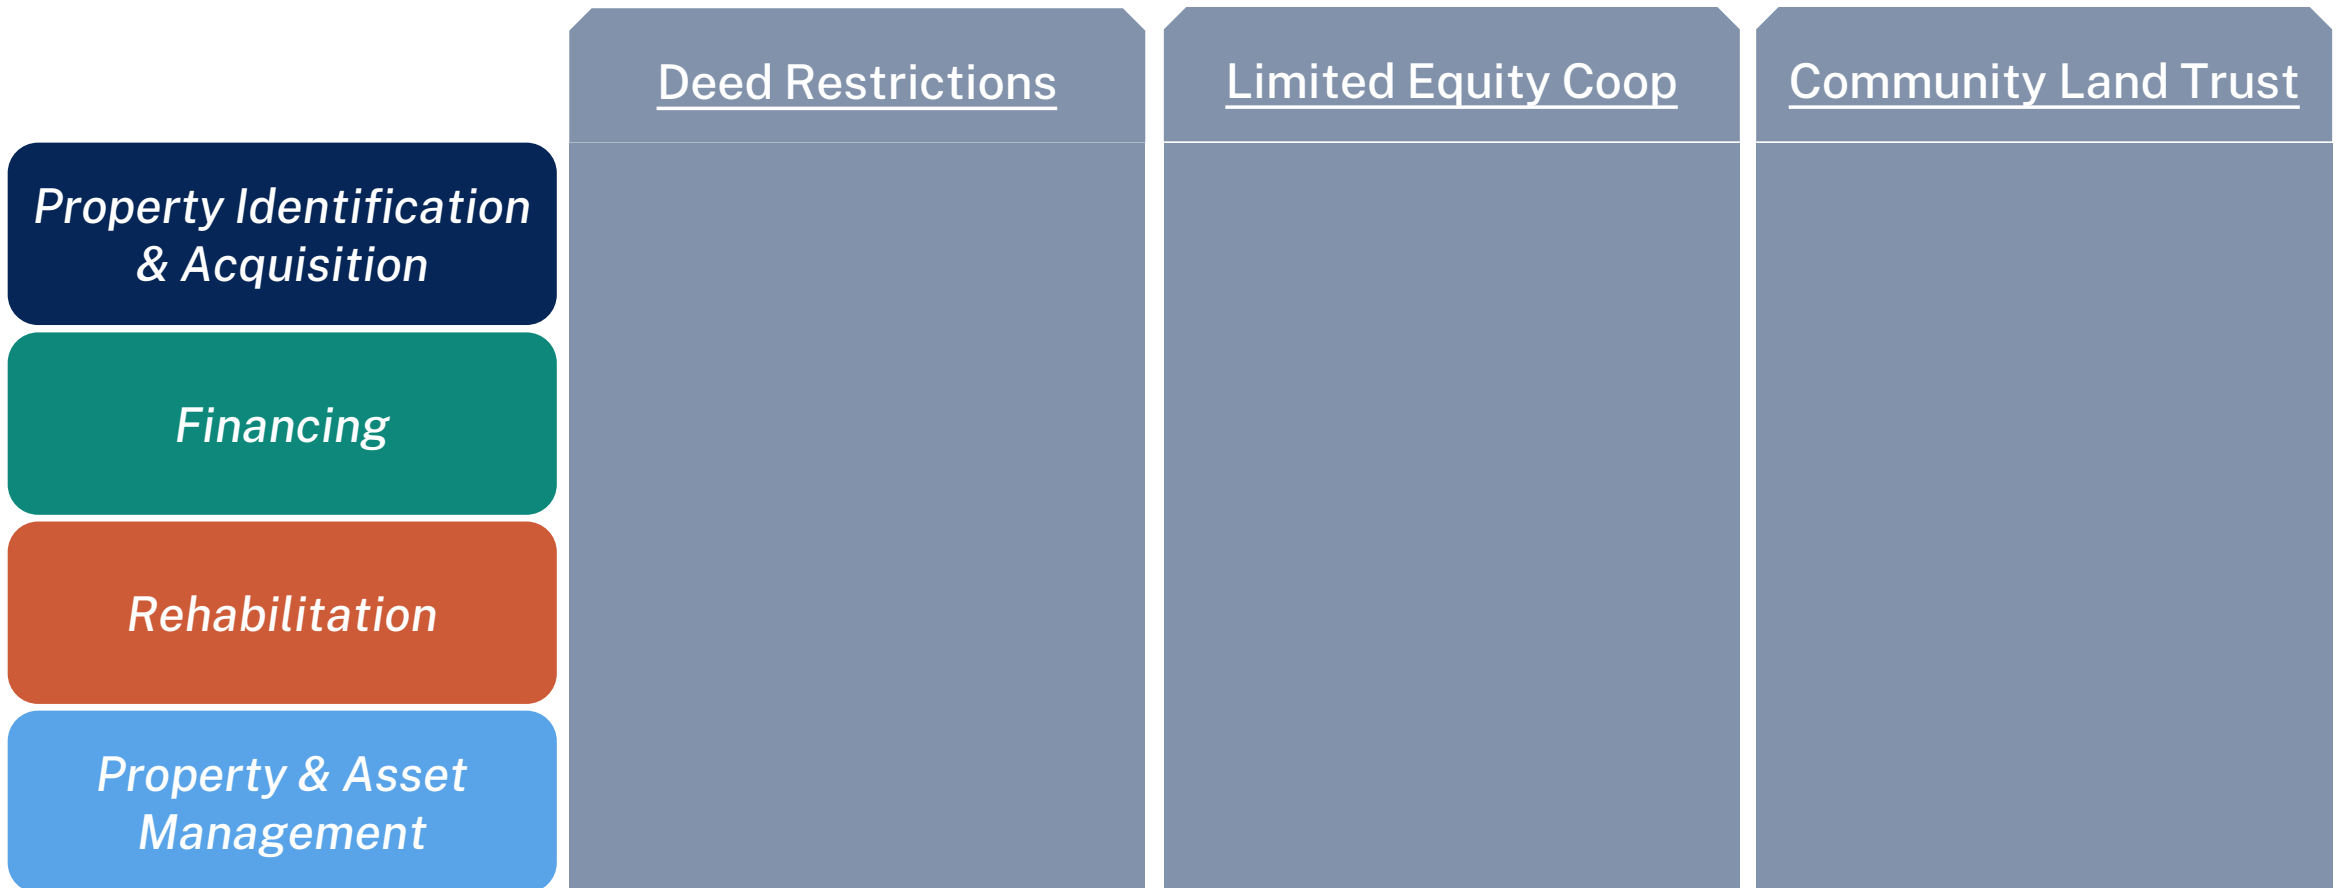 Deed Restrictions
Limited Equity Coop
Community Land Trust
Property Identification
& Acquisition
Financing
Rehabilitation
Property & Asset
Management